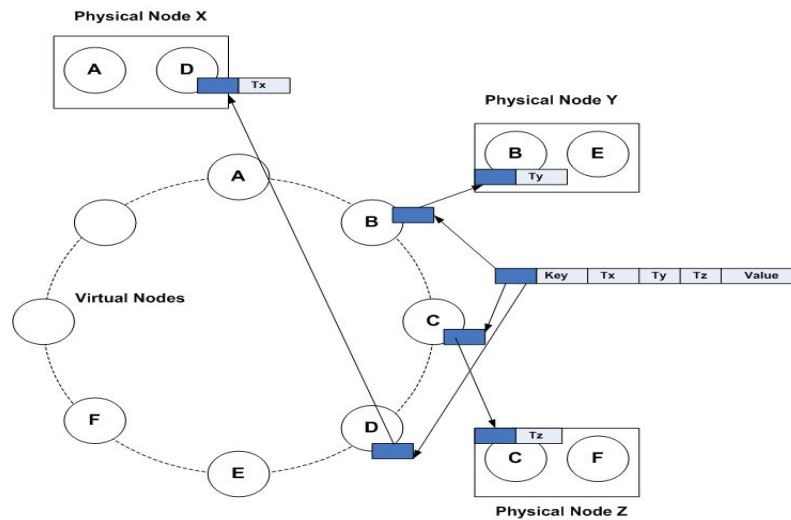 Physical Node X
A D
Tx
Physical Node Y
B E
Ty
A
B
Key Tx Ty Tz Value
Virtual Nodes
C
F
D
E
Tz
C F
Physical Node Z